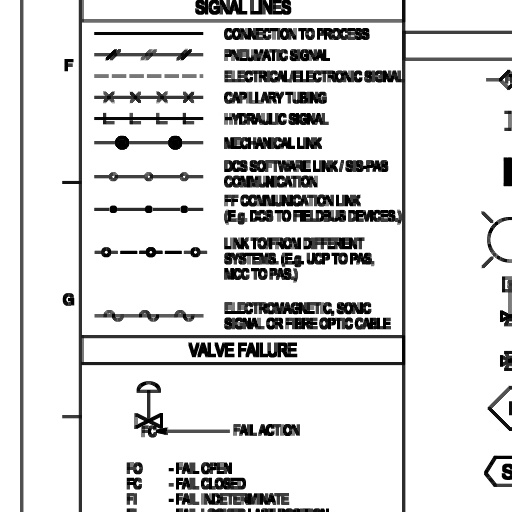 SIGNAL LINES
F
CONNECTION TO PROCESS
PNEUMATIC SIGNAL
ELECTRICAL/ELECTRONIC SIGNAL
CAPILLARY TUBING
HYDRAULIC SIGNAL
MECHANICAL LINK
DCS SOFTWARE LINK / SIS-PAS
COMMUNICATION
FF COMMUNICATION LINK
(E.g. DCS TO FIELDBUS DEVICES.)
LINK TO/FROM DIFFERENT
SYSTEMS. (E.g. UCP TO PAS,
MCC TO PAS.)
G
ELECTROMAGNETIC, SONIC
SIGNAL OR FIBRE OPTIC CABLE
VALVE FAILURE
FC
FAIL ACTION
FO - FAIL OPEN
FC - FAIL CLOSED
FI - FAIL INDETERMINATE
S